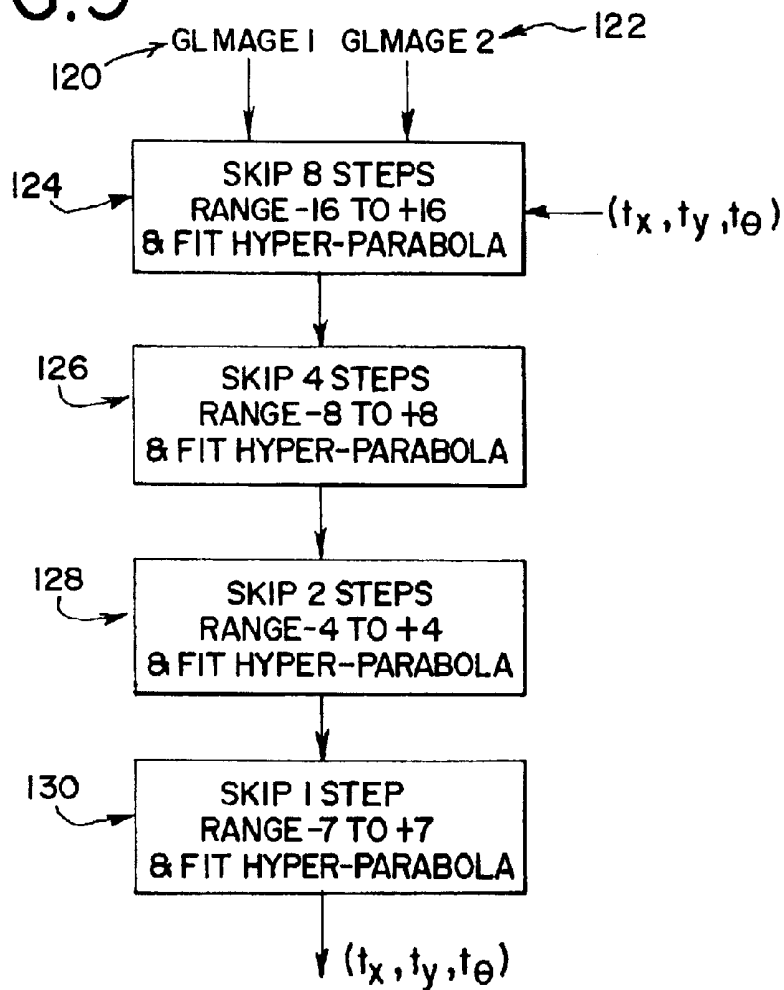 120 GLMAGE 1 GLMAGE 2 122
124
SKIP 8 STEPS
RANGE -16 TO +16
& FIT HYPER-PARABOLA
(tx, ty, tθ)
126
SKIP 4 STEPS
RANGE -8 TO +8
& FIT HYPER-PARABOLA
128
SKIP 2 STEPS
RANGE -4 TO +4
& FIT HYPER-PARABOLA
130
SKIP 1 STEP
RANGE -7 TO +7
& FIT HYPER-PARABOLA
(tx, ty, tθ)